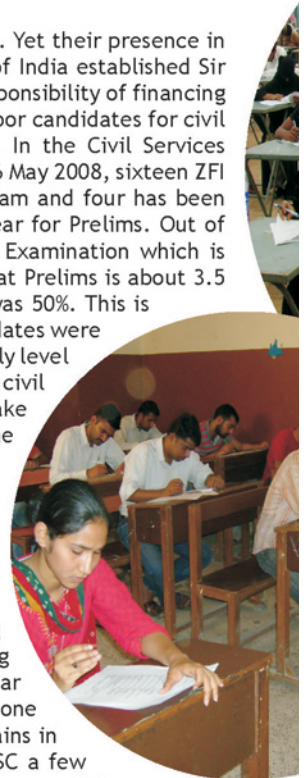 . Yet their presence in
of India established Sir
ponsibility of financing
oor candidates for civil
. In the Civil Services
6 May 2008, sixteen ZFI
am and four has been
ear for Prelims. Out of
Examination which is
at Prelims is about 3.5
was 50%. This is
dates were
ly level
civil
ake
e
g
ar
one
ains in
SC a few